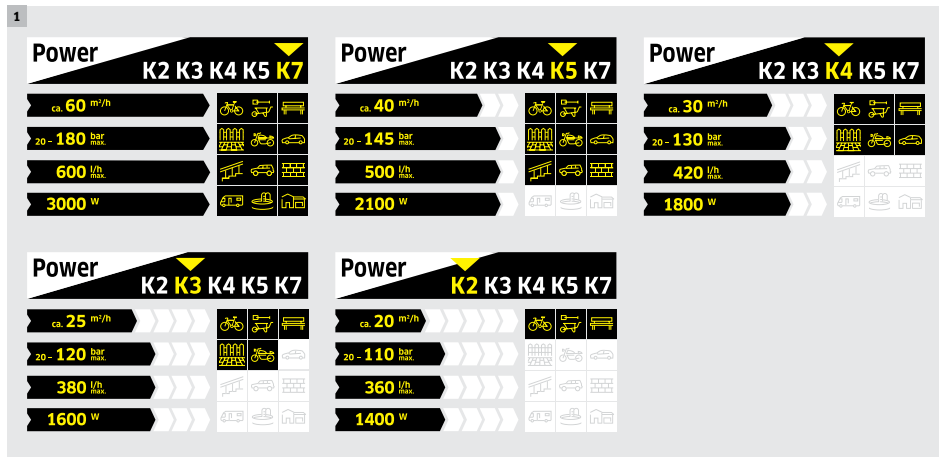 1
Power
K2 K3 K4 K5 K7
ca. 60 m²/h
20 – 180 bar max.
600 l/h max.
3000 W
Power
K2 K3 K4 K5 K7
ca. 40 m²/h
20 – 145 bar max.
500 l/h max.
2100 W
Power
K2 K3 K4 K5 K7
ca. 30 m²/h
20 – 130 bar max.
420 l/h max.
1800 W
Power
K2 K3 K4 K5 K7
ca. 25 m²/h
20 – 120 bar max.
380 l/h max.
1600 W
Power
K2 K3 K4 K5 K7
ca. 20 m²/h
20 – 110 bar max.
360 l/h max.
1400 W